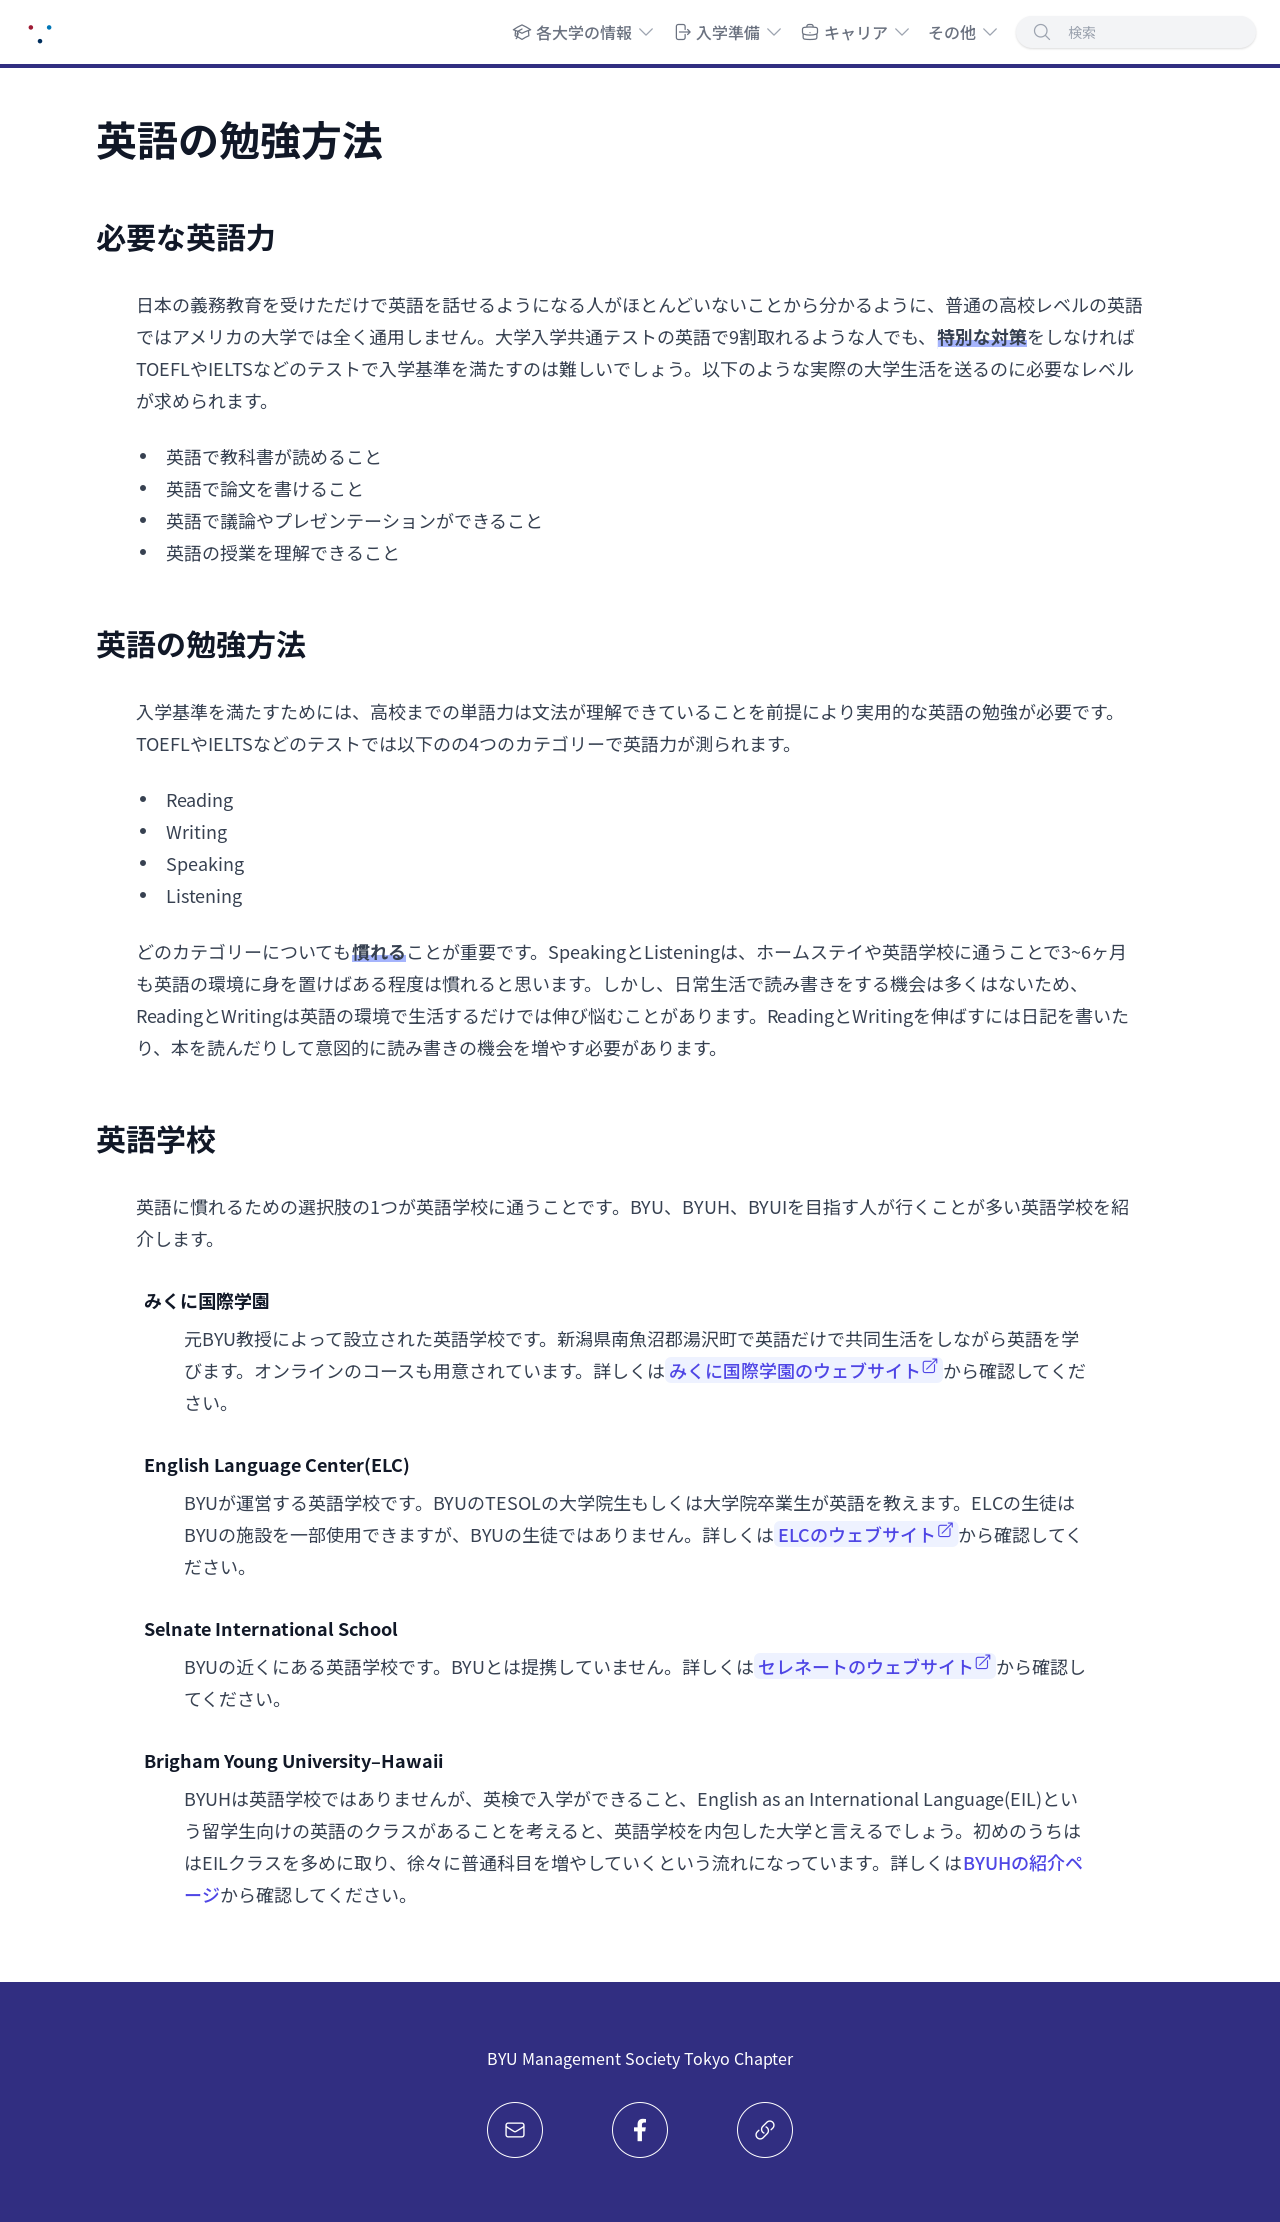 各大学の情報 入学準備 キャリア その他 検索
英語の勉強方法
必要な英語力
日本の義務教育を受けただけで英語を話せるようになる人がほとんどいないことから分かるように、普通の高校レベルの英語
ではアメリカの大学では全く通用しません。大学入学共通テストの英語で9割取れるような人でも、特別な対策をしなければ
TOEFLやIELTSなどのテストで入学基準を満たすのは難しいでしょう。以下のような実際の大学生活を送るのに必要なレベル
が求められます。
• 英語で教科書が読めること
• 英語で論文を書けること
• 英語で議論やプレゼンテーションができること
• 英語の授業を理解できること
英語の勉強方法
入学基準を満たすためには、高校までの単語力は文法が理解できていることを前提により実用的な英語の勉強が必要です。
TOEFLやIELTSなどのテストでは以下のの4つのカテゴリーで英語力が測られます。
• Reading
• Writing
• Speaking
• Listening
どのカテゴリーについても慣れることが重要です。SpeakingとListeningは、ホームステイや英語学校に通うことで3~6ヶ月
も英語の環境に身を置けばある程度は慣れると思います。しかし、日常生活で読み書きをする機会は多くはないため、
ReadingとWritingは英語の環境で生活するだけでは伸び悩むことがあります。ReadingとWritingを伸ばすには日記を書いた
り、本を読んだりして意図的に読み書きの機会を増やす必要があります。
英語学校
英語に慣れるための選択肢の1つが英語学校に通うことです。BYU、BYUH、BYUIを目指す人が行くことが多い英語学校を紹
介します。
みくに国際学園
元BYU教授によって設立された英語学校です。新潟県南魚沼郡湯沢町で英語だけで共同生活をしながら英語を学
びます。オンラインのコースも用意されています。詳しくはみくに国際学園のウェブサイトから確認してくだ
さい。
English Language Center(ELC)
BYUが運営する英語学校です。BYUのTESOLの大学院生もしくは大学院卒業生が英語を教えます。ELCの生徒は
BYUの施設を一部使用できますが、BYUの生徒ではありません。詳しくはELCのウェブサイトから確認してく
ださい。
Selnate International School
BYUの近くにある英語学校です。BYUとは提携していません。詳しくはセレネートのウェブサイトから確認し
てください。
Brigham Young University–Hawaii
BYUHは英語学校ではありませんが、英検で入学ができること、English as an International Language(EIL)とい
う留学生向けの英語のクラスがあることを考えると、英語学校を内包した大学と言えるでしょう。初めのうちは
はEILクラスを多めに取り、徐々に普通科目を増やしていくという流れになっています。詳しくはBYUHの紹介ペ
ージから確認してください。
BYU Management Society Tokyo Chapter